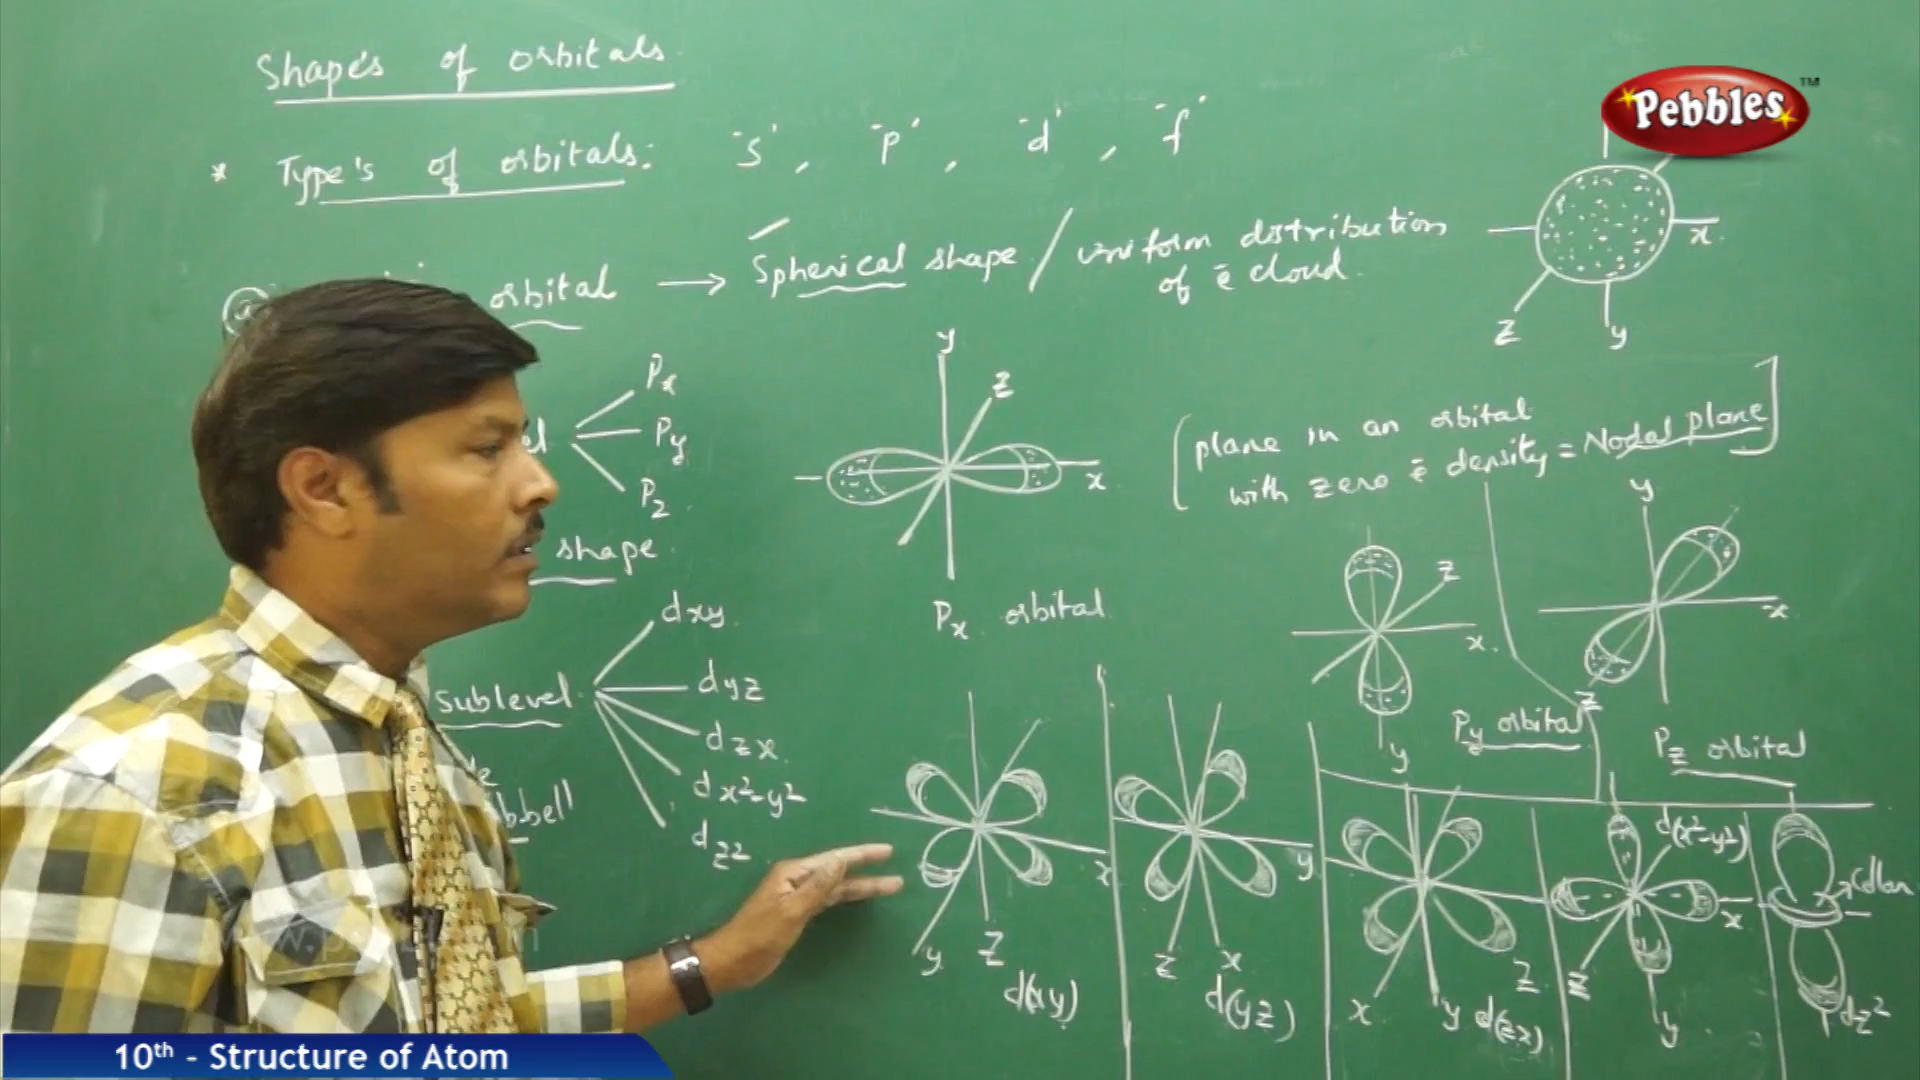 Shape's of orbitals
Pebbles™
* Type's of orbitals: 's', 'p', 'd', 'f'
x
z
y
orbital → Spherical shape / uniform distribution
of ē cloud.
Px
Py
Pz
shape
y
z
x
Px orbital
[plane in an orbital
with zero ē density = Nodal plane]
z
x
y
Py orbital
y
x
z
Pz orbital
sublevel
dxy
dyz
dzx
dx²-y²
dz²
x
y
z
d(xy)
y
z
x
d(yz)
x
y
z
d(zx)
d(x²-y²)
x
z
y
dz²
10th - Structure of Atom